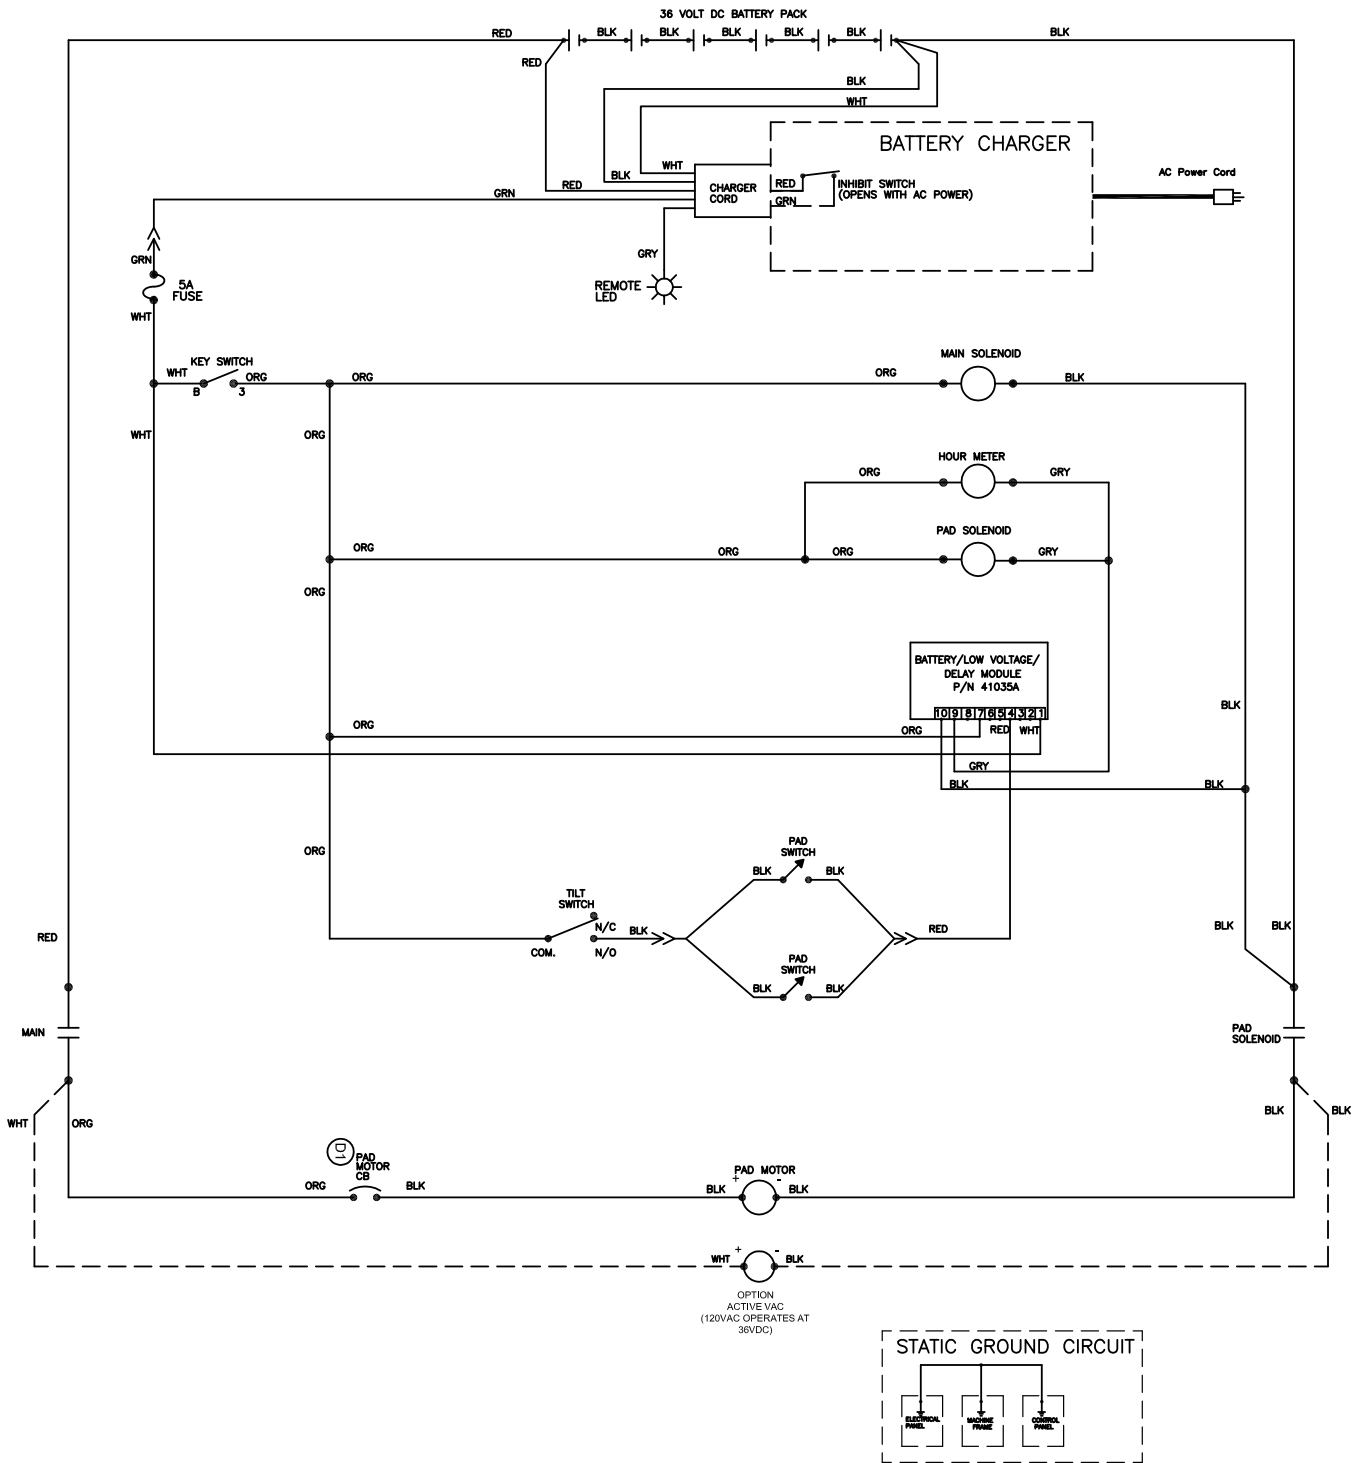 36 VOLT DC BATTERY PACK
RED
BLK
BLK
BLK
BLK
BLK
BLK
RED
BLK
WHT
BATTERY CHARGER
WHT
BLK
RED
GRN
CHARGER
CORD
RED
GRN
INHIBIT SWITCH
(OPENS WITH AC POWER)
AC Power Cord
GRY
REMOTE
LED
GRN
5A
FUSE
WHT
KEY SWITCH
WHT
ORG
B
3
ORG
ORG
MAIN SOLENOID
BLK
WHT
ORG
HOUR METER
ORG
GRY
PAD SOLENOID
ORG
ORG
ORG
GRY
ORG
BATTERY/LOW VOLTAGE/
DELAY MODULE
P/N 41035A
10 9 8 7 6 5 4 3 2 1
BLK
ORG
ORG
RED
WHT
GRY
BLK
BLK
ORG
PAD
SWITCH
BLK
BLK
TILT
SWITCH
N/C
COM.
N/O
BLK
RED
BLK
BLK
RED
PAD
SWITCH
BLK
BLK
MAIN
PAD
SOLENOID
WHT
ORG
BLK
BLK
D1
PAD
MOTOR
CB
ORG
BLK
PAD MOTOR
+
-
BLK
BLK
+
-
WHT
BLK
OPTION
ACTIVE VAC
(120VAC OPERATES AT
36VDC)
STATIC GROUND CIRCUIT
ELECTRICAL
PANEL
MACHINE
FRAME
CONTROL
PANEL